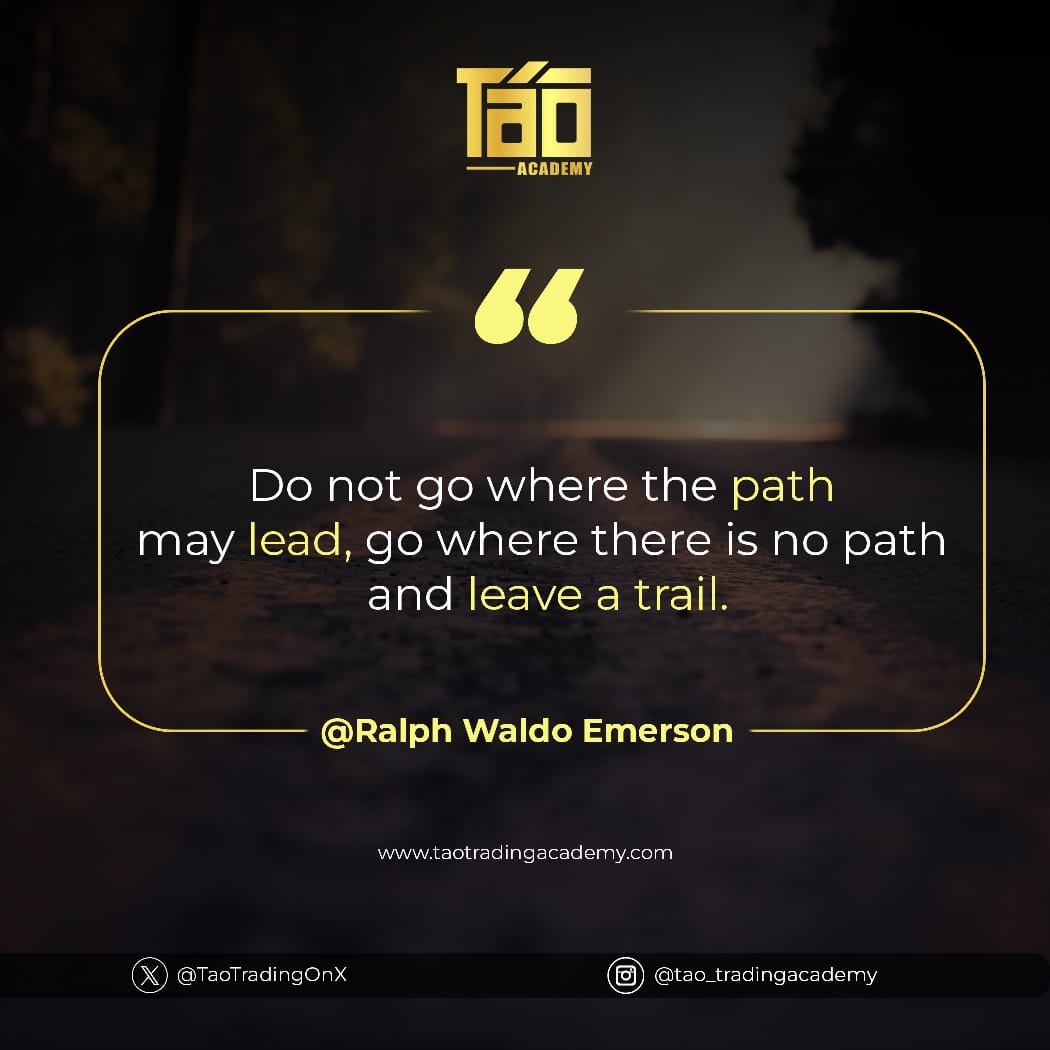 Táo
ACADEMY
“
Do not go where the path
may lead, go where there is no path
and leave a trail.
@Ralph Waldo Emerson
www.taotradingacademy.com
@TaoTradingOnX
@tao_tradingacademy